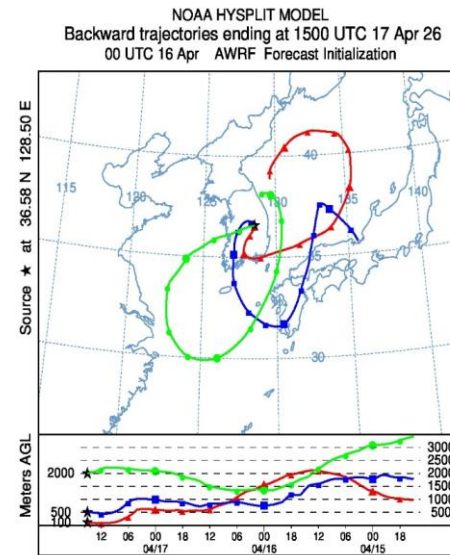 NOAA HYSPLIT MODEL
Backward trajectories ending at 1500 UTC 17 Apr 26
00 UTC 16 Apr AWRF Forecast Initialization
Source ★ at 36.58 N 128.50 E
115
120
125
130
135
140
40
35
30
Meters AGL
2000
500
100
3000
2500
2000
1500
1000
500
12 06 00 18 12 06 00 18 12 06 00 18
04/17 04/16 04/15